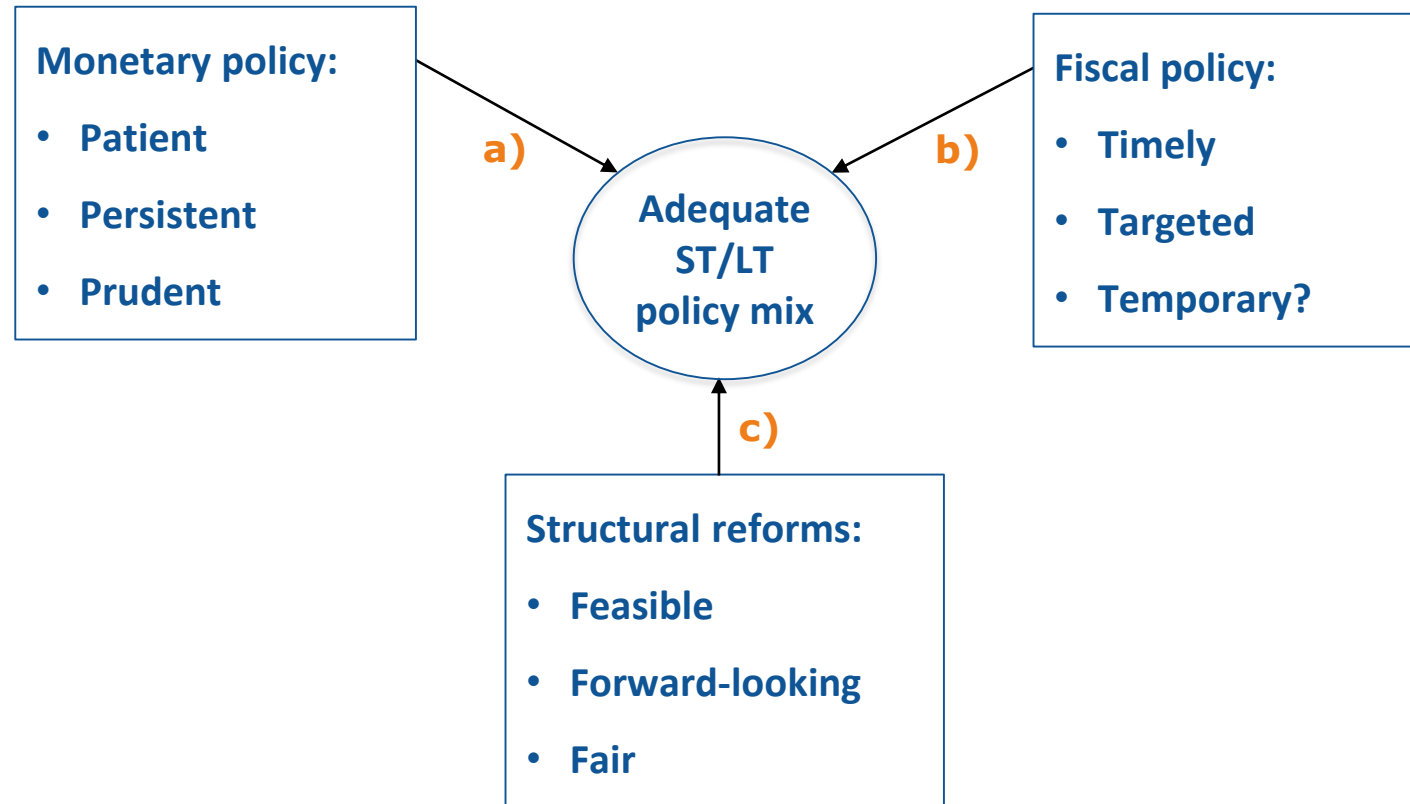 Monetary policy:
• Patient
• Persistent
• Prudent
a)
Adequate
ST/LT
policy mix
b)
Fiscal policy:
• Timely
• Targeted
• Temporary?
c)
Structural reforms:
• Feasible
• Forward-looking
• Fair